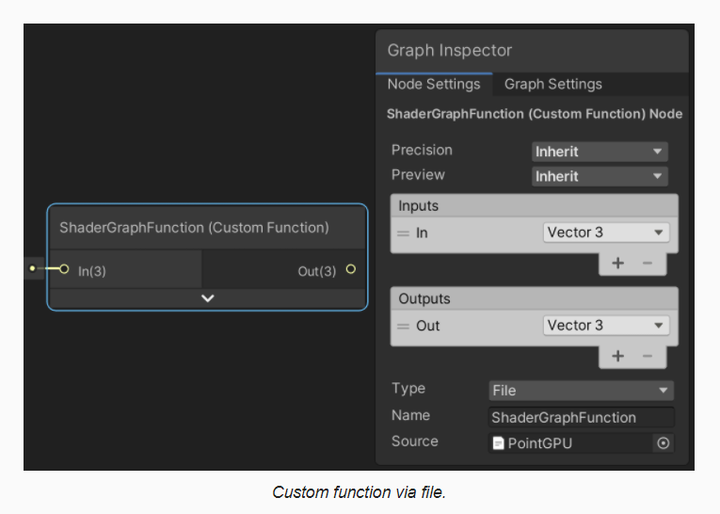 Graph Inspector
Node Settings
Graph Settings
ShaderGraphFunction (Custom Function) Node
Precision
Inherit
Preview
Inherit
Inputs
In
Vector 3
+ −
Outputs
Out
Vector 3
+ −
Type
File
Name
ShaderGraphFunction
Source
PointGPU
ShaderGraphFunction (Custom Function)
In(3)
Out(3)
Custom function via file.